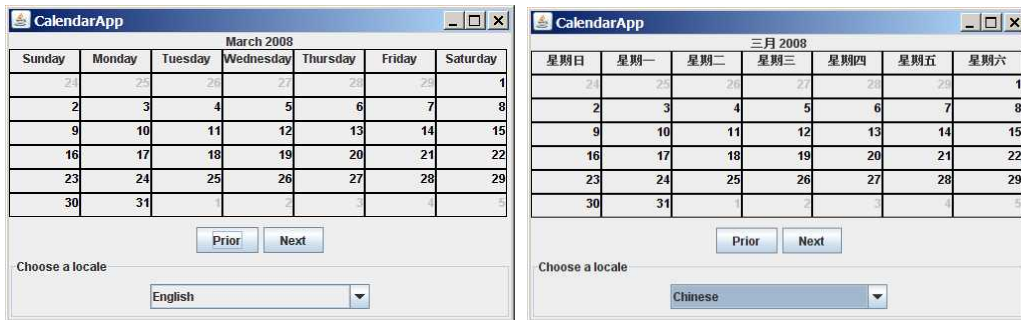 CalendarApp
March 2008
Sunday Monday Tuesday Wednesday Thursday Friday Saturday
24 25 26 27 28 29 1
2 3 4 5 6 7 8
9 10 11 12 13 14 15
16 17 18 19 20 21 22
23 24 25 26 27 28 29
30 31 1 2 3 4 5
Prior Next
Choose a locale
English
CalendarApp
三月 2008
星期日 星期一 星期二 星期三 星期四 星期五 星期六
24 25 26 27 28 29 1
2 3 4 5 6 7 8
9 10 11 12 13 14 15
16 17 18 19 20 21 22
23 24 25 26 27 28 29
30 31 1 2 3 4 5
Prior Next
Choose a locale
Chinese